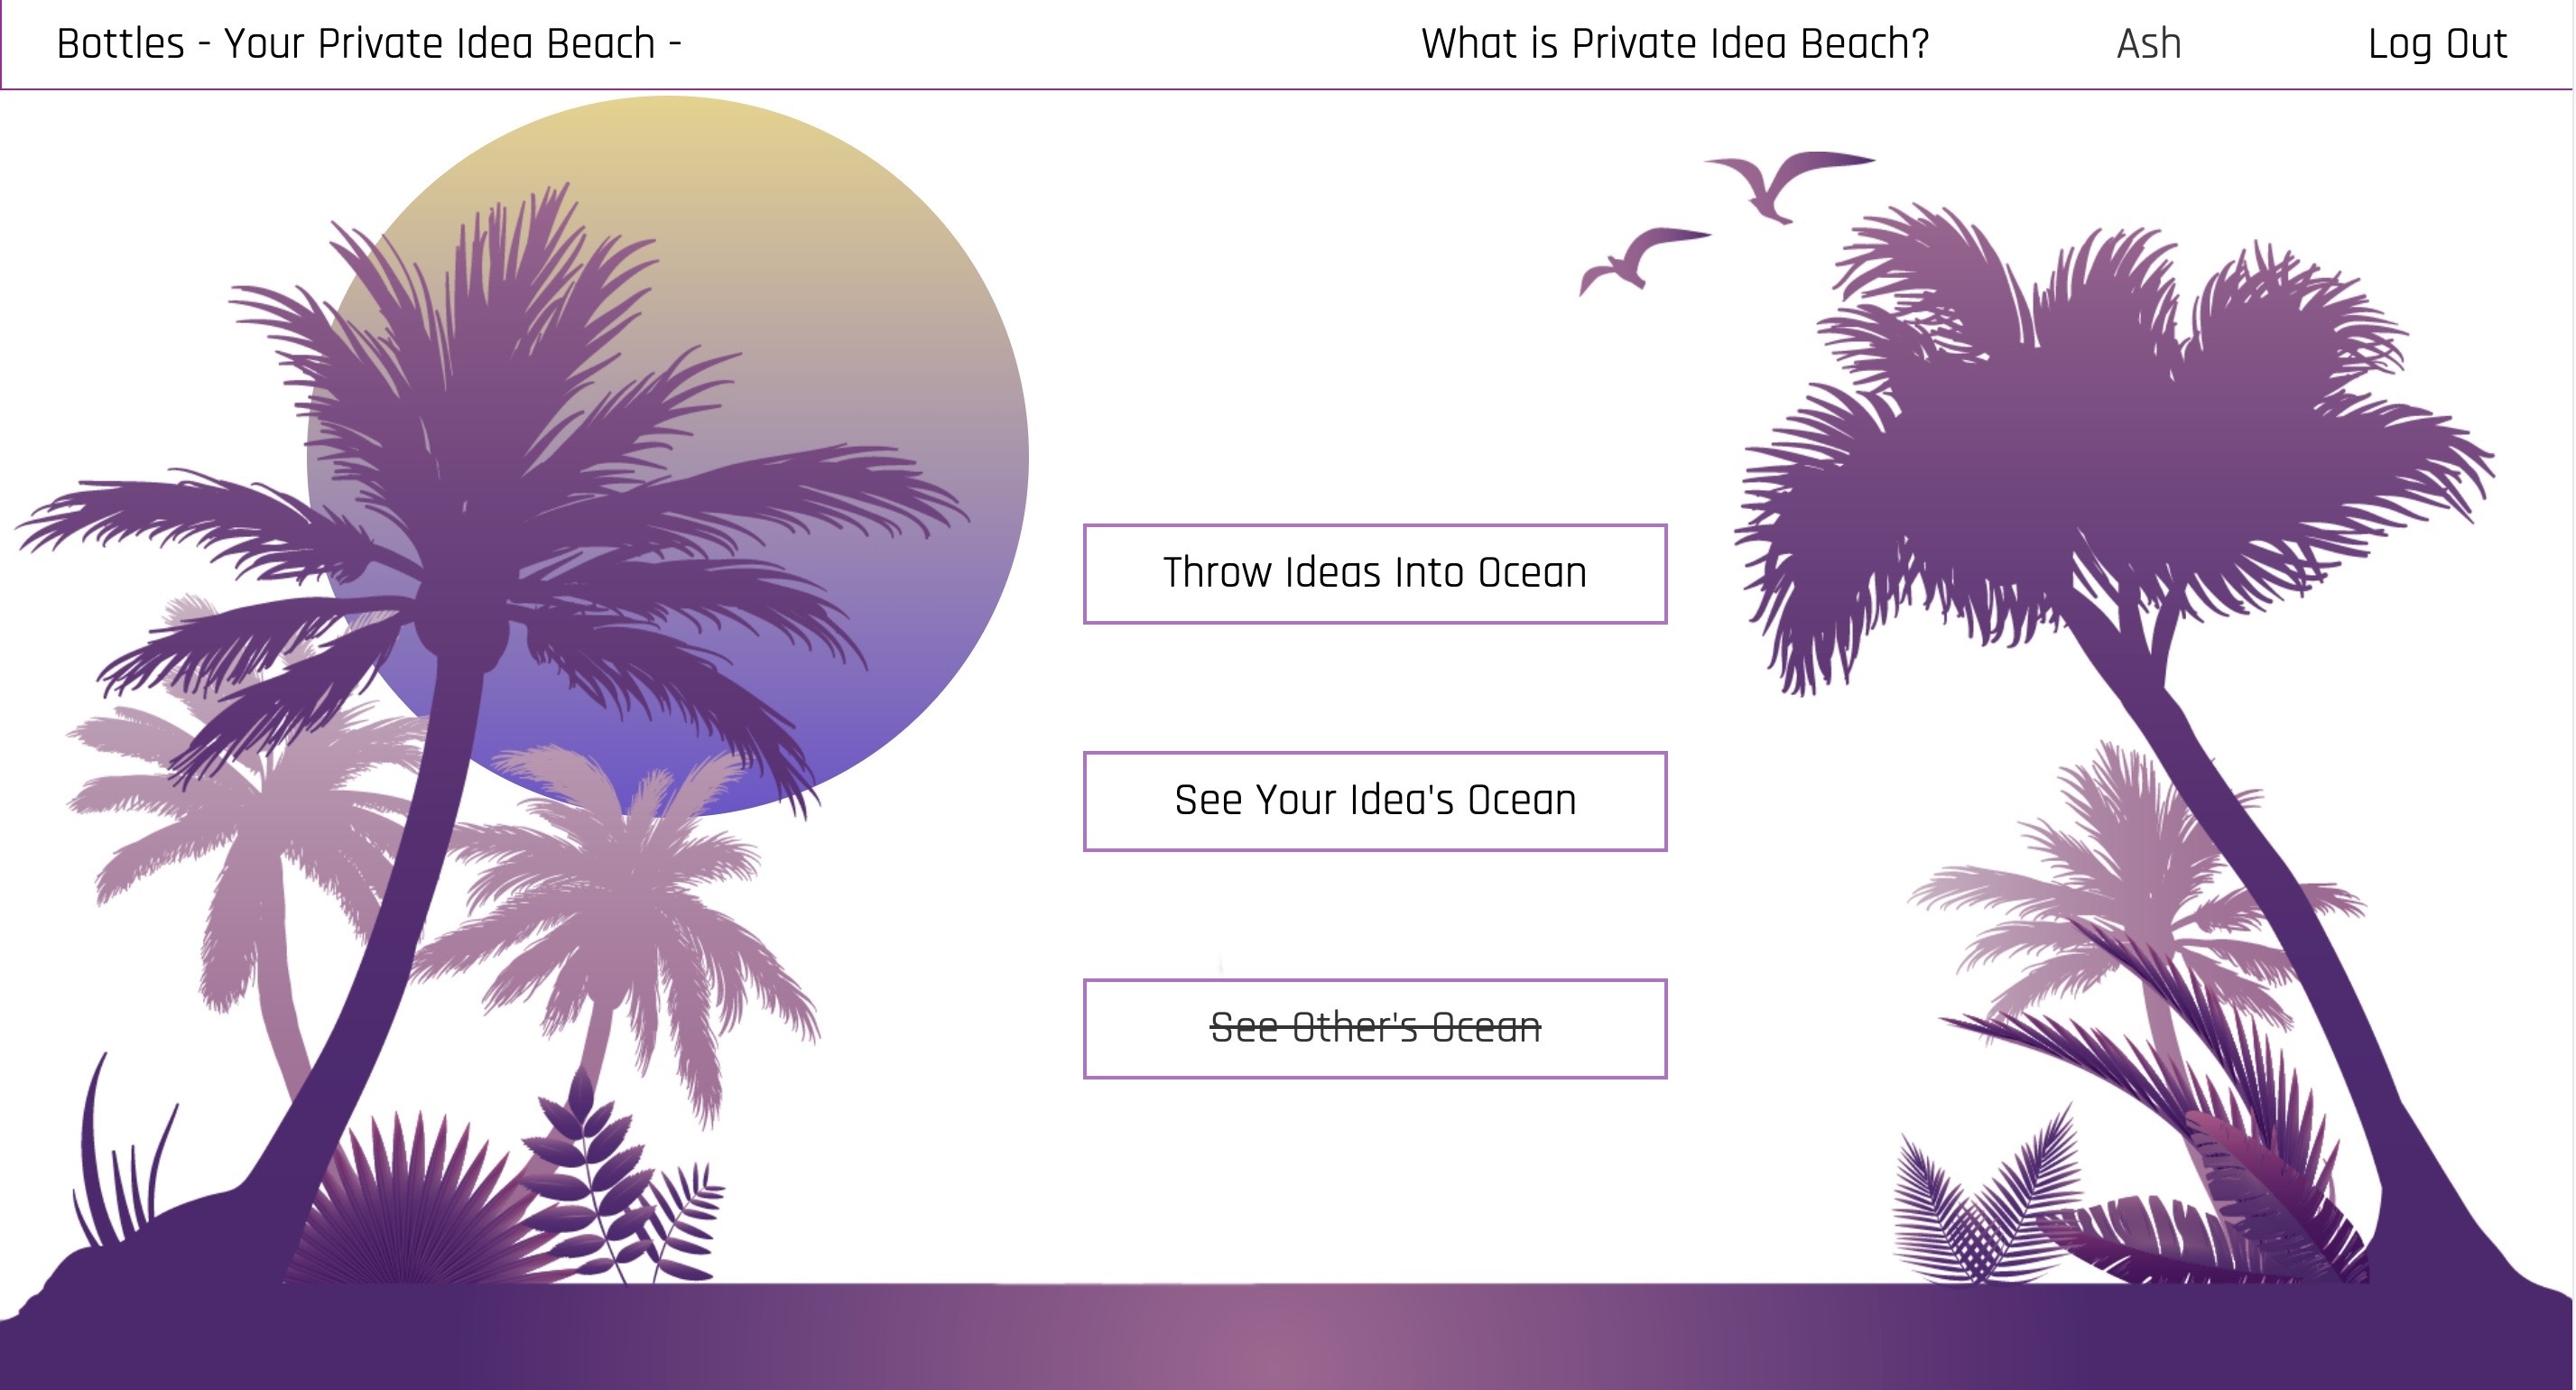 Bottles - Your Private Idea Beach -
What is Private Idea Beach?
Ash
Log Out
Throw Ideas Into Ocean
See Your Idea's Ocean
See Other's Ocean